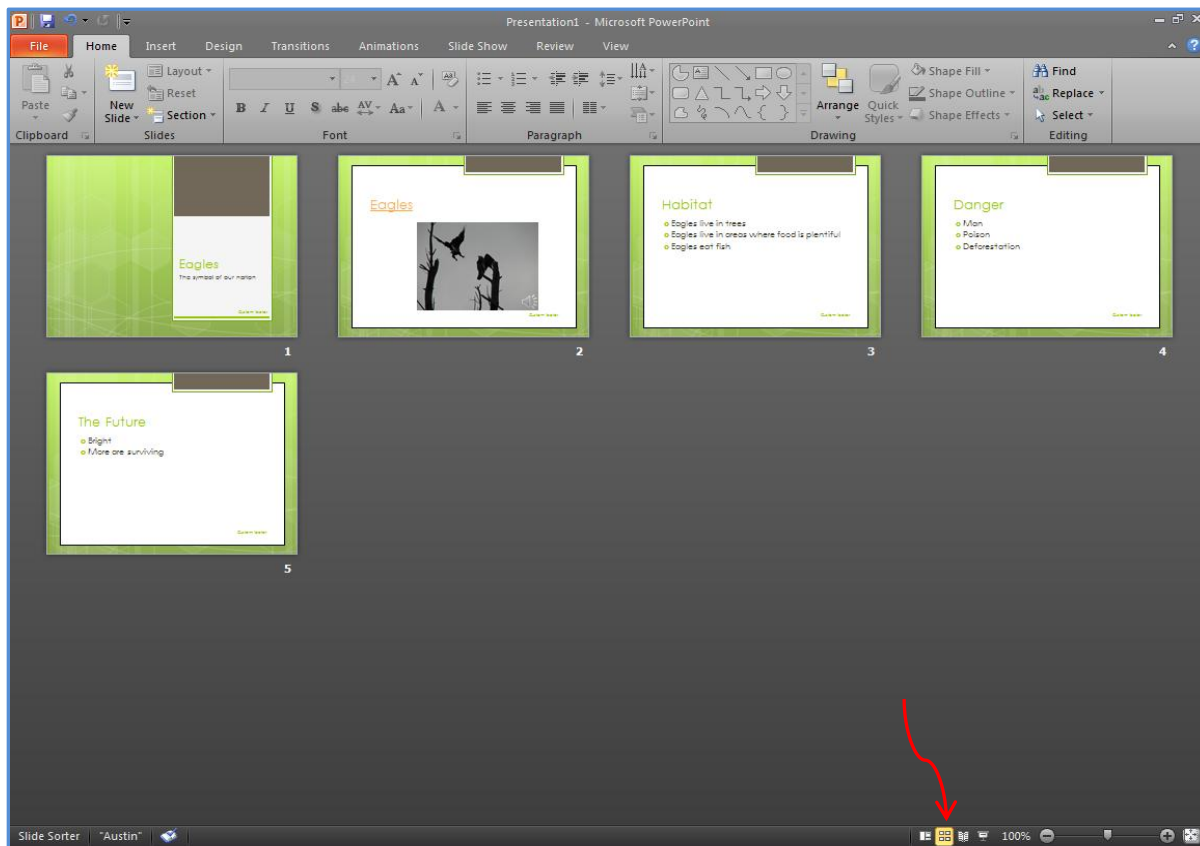 Presentation1 - Microsoft PowerPoint
File Home Insert Design Transitions Animations Slide Show Review View
Paste
New Slide
Layout
Reset
Section
B I U S abc AV Aa A
Arrange
Quick Styles
Shape Fill
Shape Outline
Shape Effects
Find
Replace
Select
Clipboard Slides Font Paragraph Drawing Editing
Eagles
The symbol of our nation
1
Eagles
2
Habitat
Eagles live in trees
Eagles live in areas where food is plentiful
Eagles eat fish
3
Danger
Man
Poison
Deforestation
4
The Future
Bright
More are surviving
5
Slide Sorter "Austin" 100%